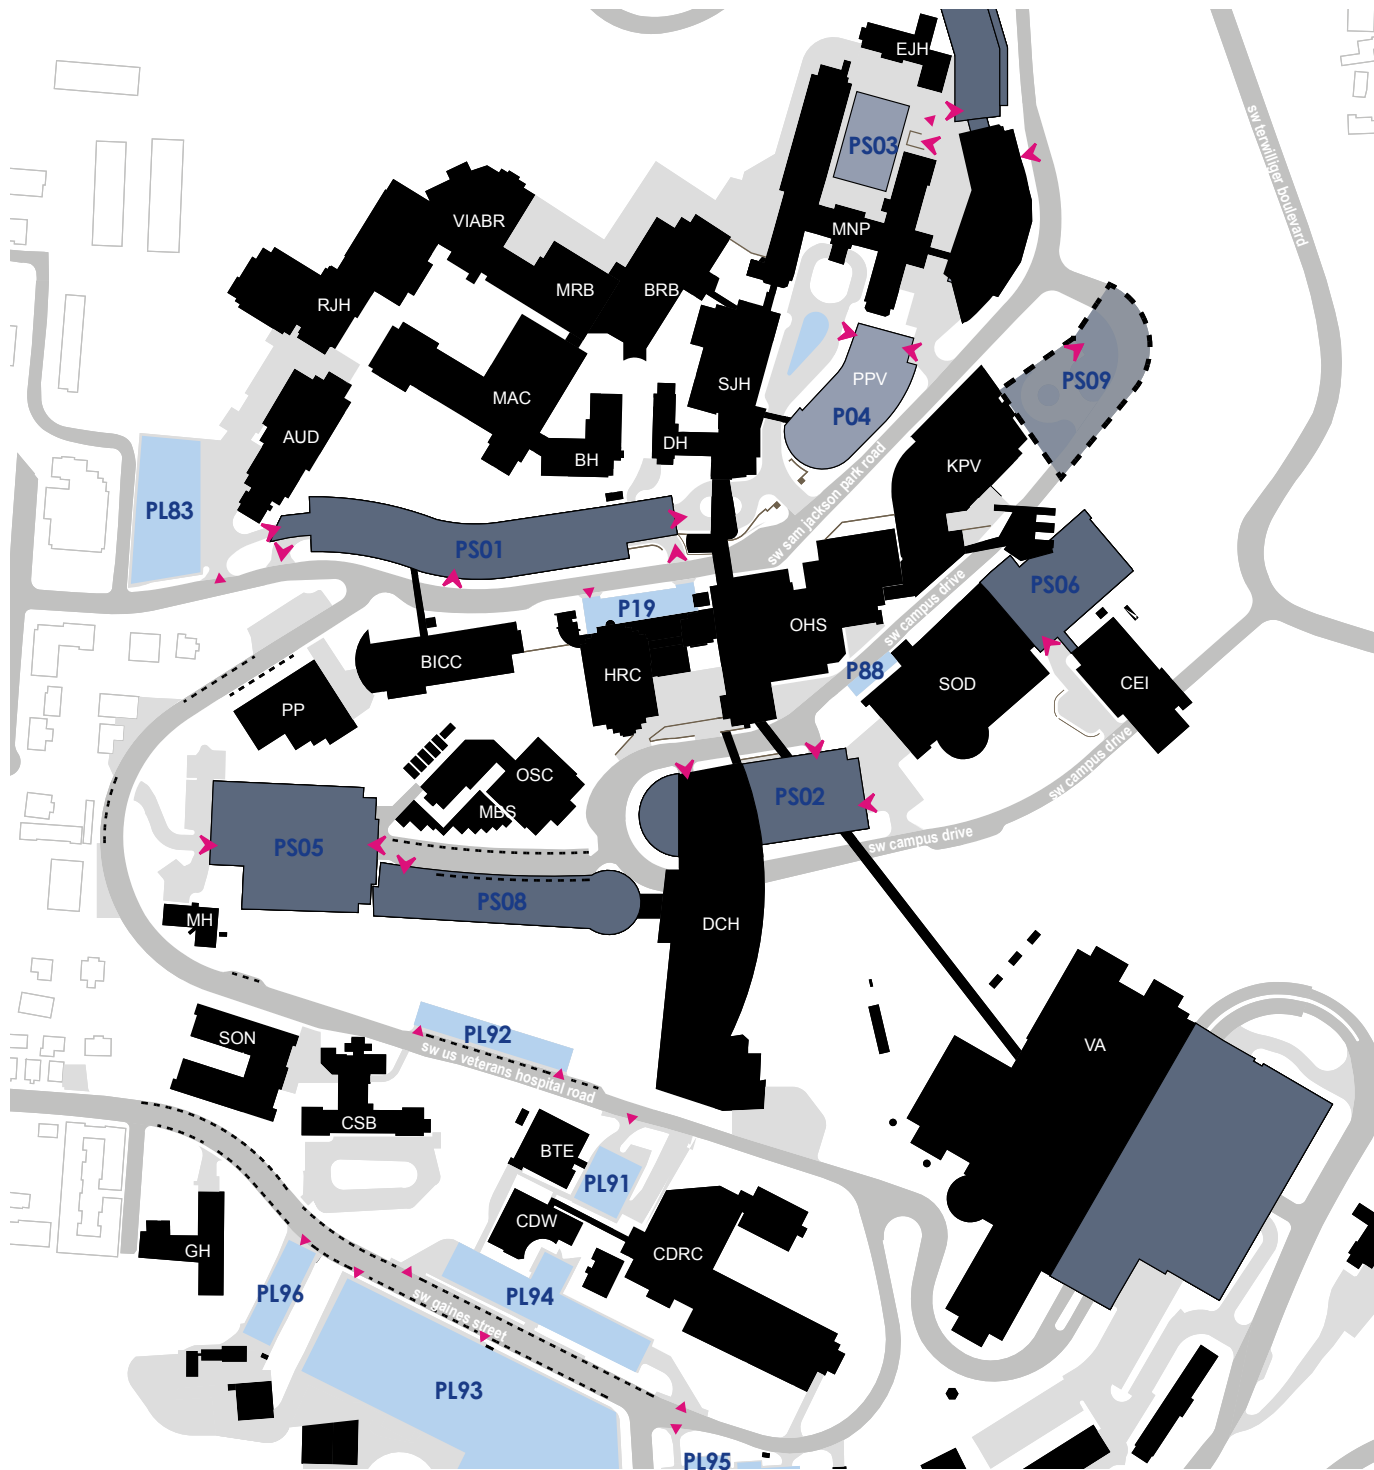 EJH
PS03
sw terwilliger boulevard
VIABR
MNP
MRB
BRB
RJH
PPV
PS09
SJH
MAC
P04
AUD
DH
BH
KPV
PL83
sw sam jackson park road
PS01
PS06
P19
sw campus drive
OHS
BICC
P88
HRC
SOD
CEI
PP
OSC
sw campus drive
PS02
MBS
sw campus drive
PS05
PS08
MH
DCH
SON
PL92
VA
sw us veterans hospital road
CSB
BTE
PL91
CDW
GH
CDRC
PL96
PL94
sw gaines street
PL93
PL95